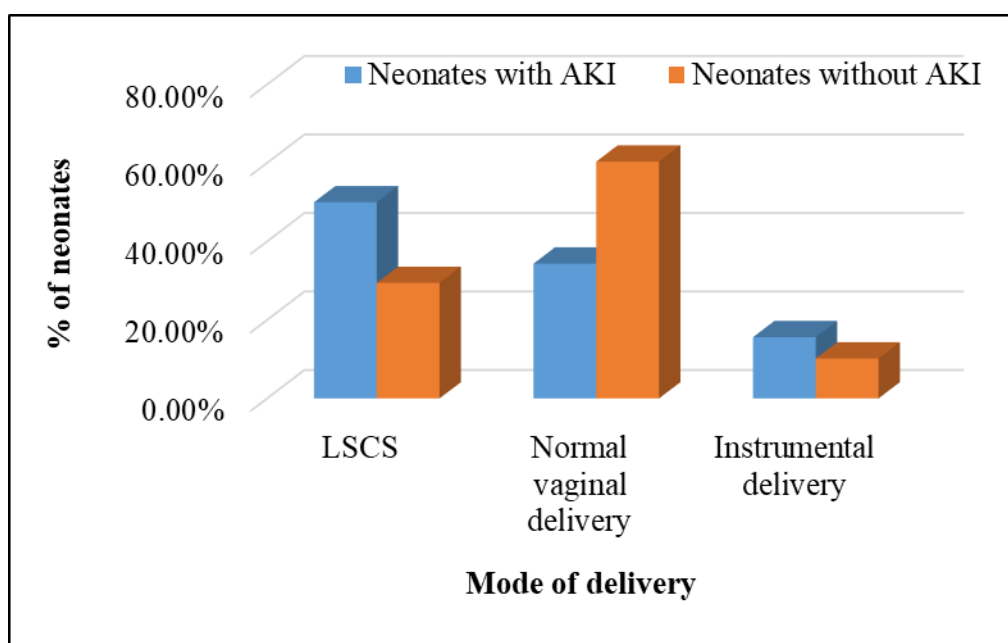 Neonates with AKI
Neonates without AKI
80.00%
60.00%
40.00%
20.00%
0.00%
% of neonates
LSCS
Normal
vaginal
delivery
Instrumental
delivery
Mode of delivery